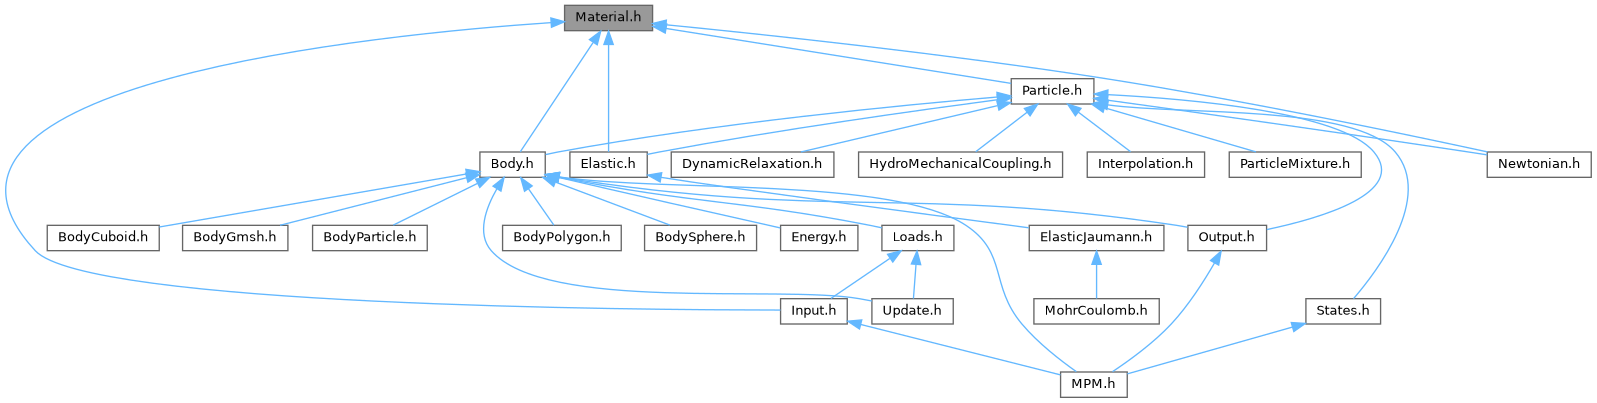 Material.h
Particle.h
Body.h
Elastic.h
DynamicRelaxation.h
HydroMechanicalCoupling.h
Interpolation.h
ParticleMixture.h
Newtonian.h
BodyCuboid.h
BodyGmsh.h
BodyParticle.h
BodyPolygon.h
BodySphere.h
Energy.h
Loads.h
ElasticJaumann.h
Output.h
Input.h
Update.h
MohrCoulomb.h
States.h
MPM.h